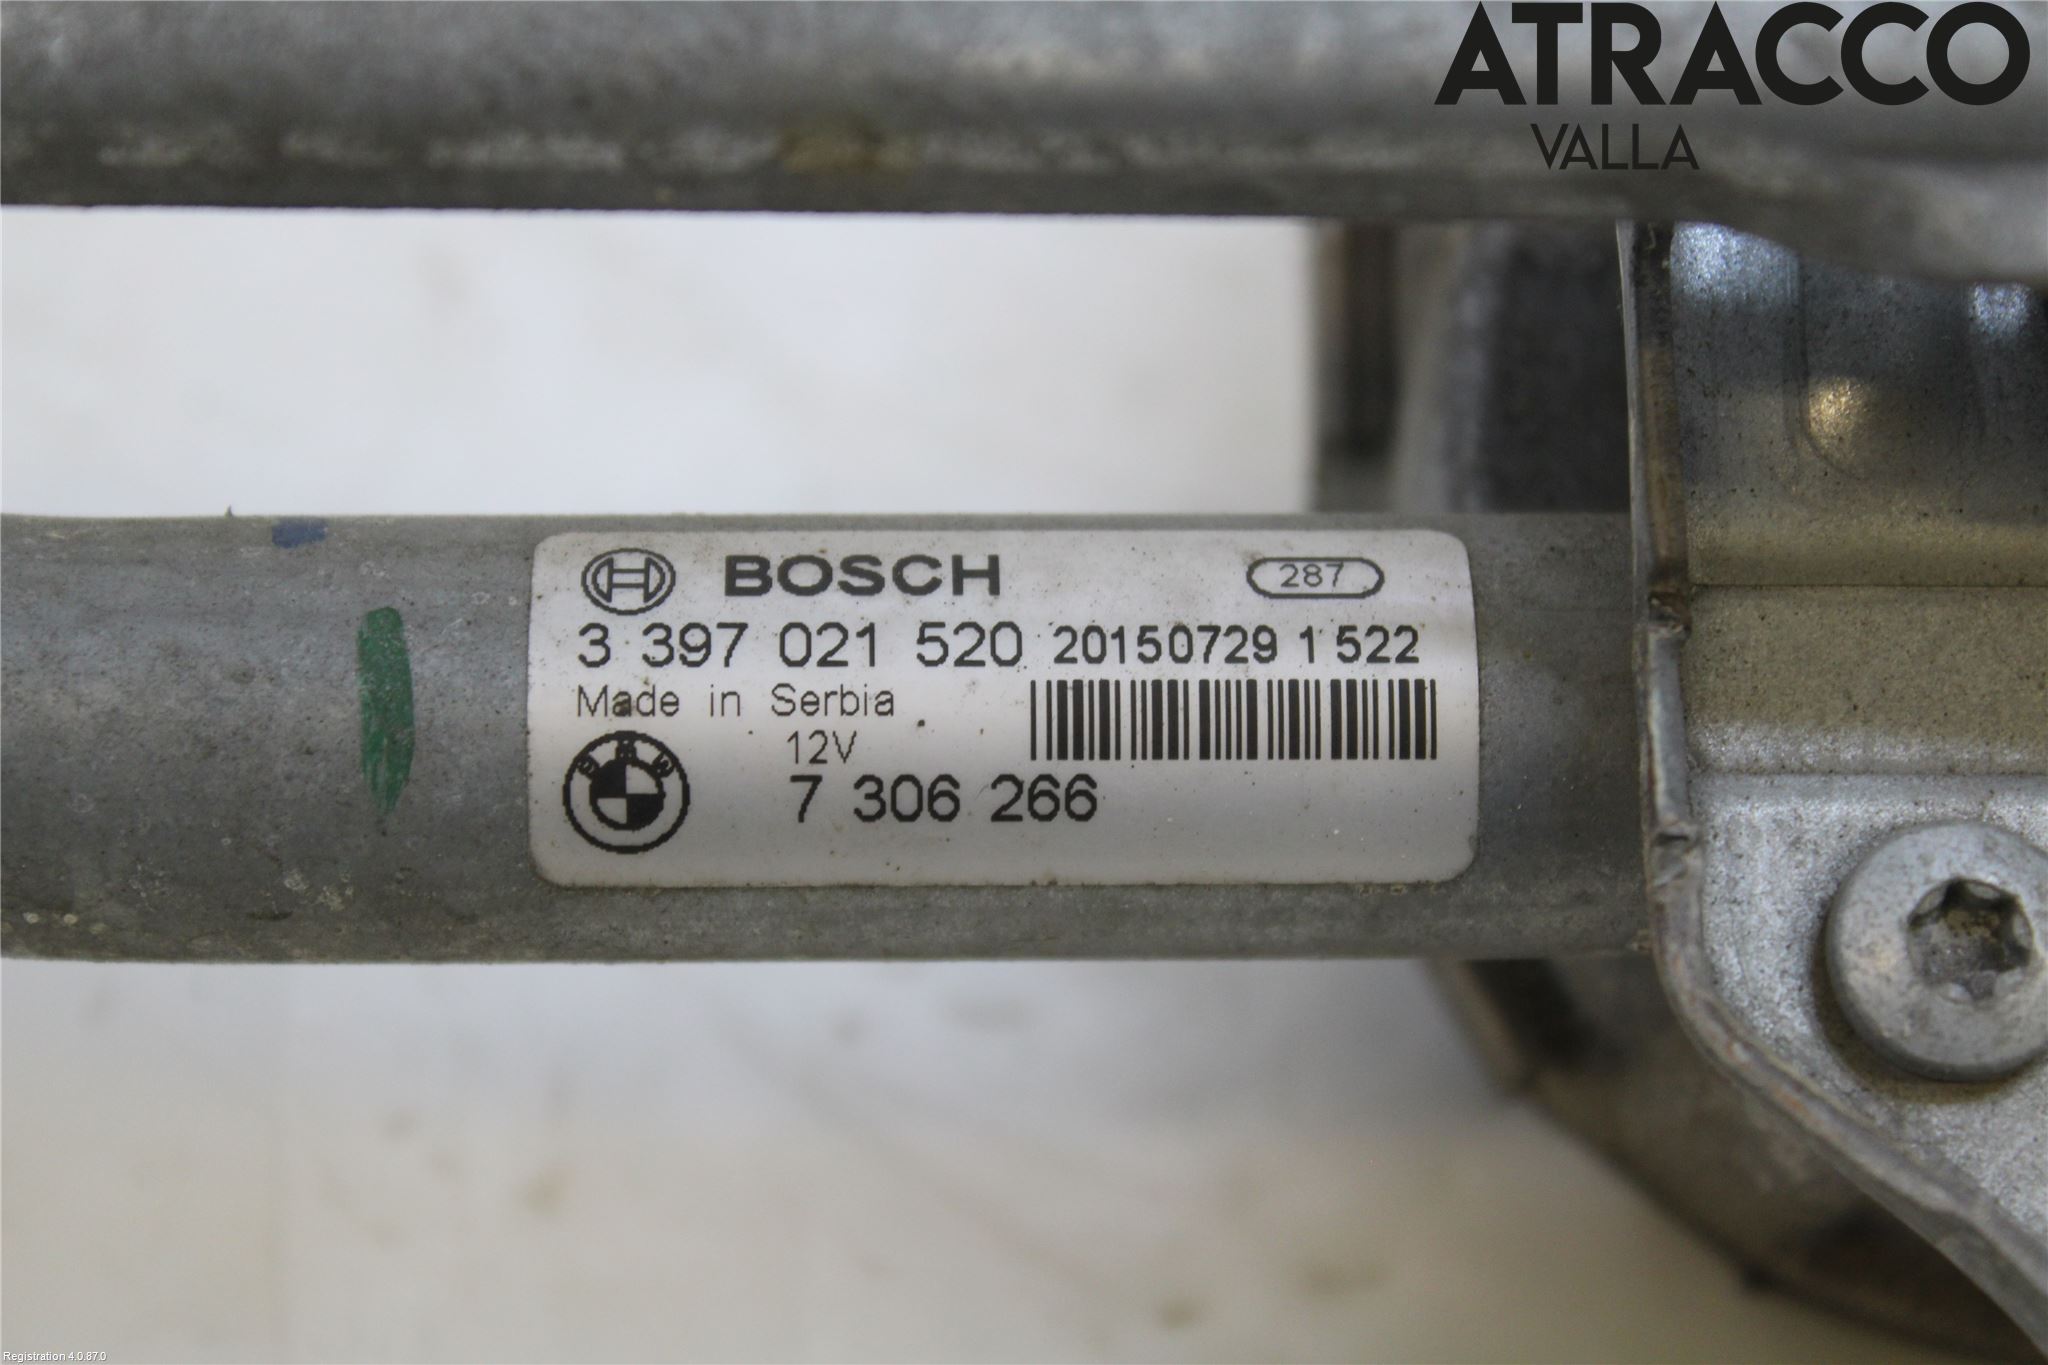 ATRACCO
VALLA
BOSCH 287
3 397 021 520 20150729 1 522
Made in Serbia
12V
BMW
7 306 266
Registration 4.0.87.0